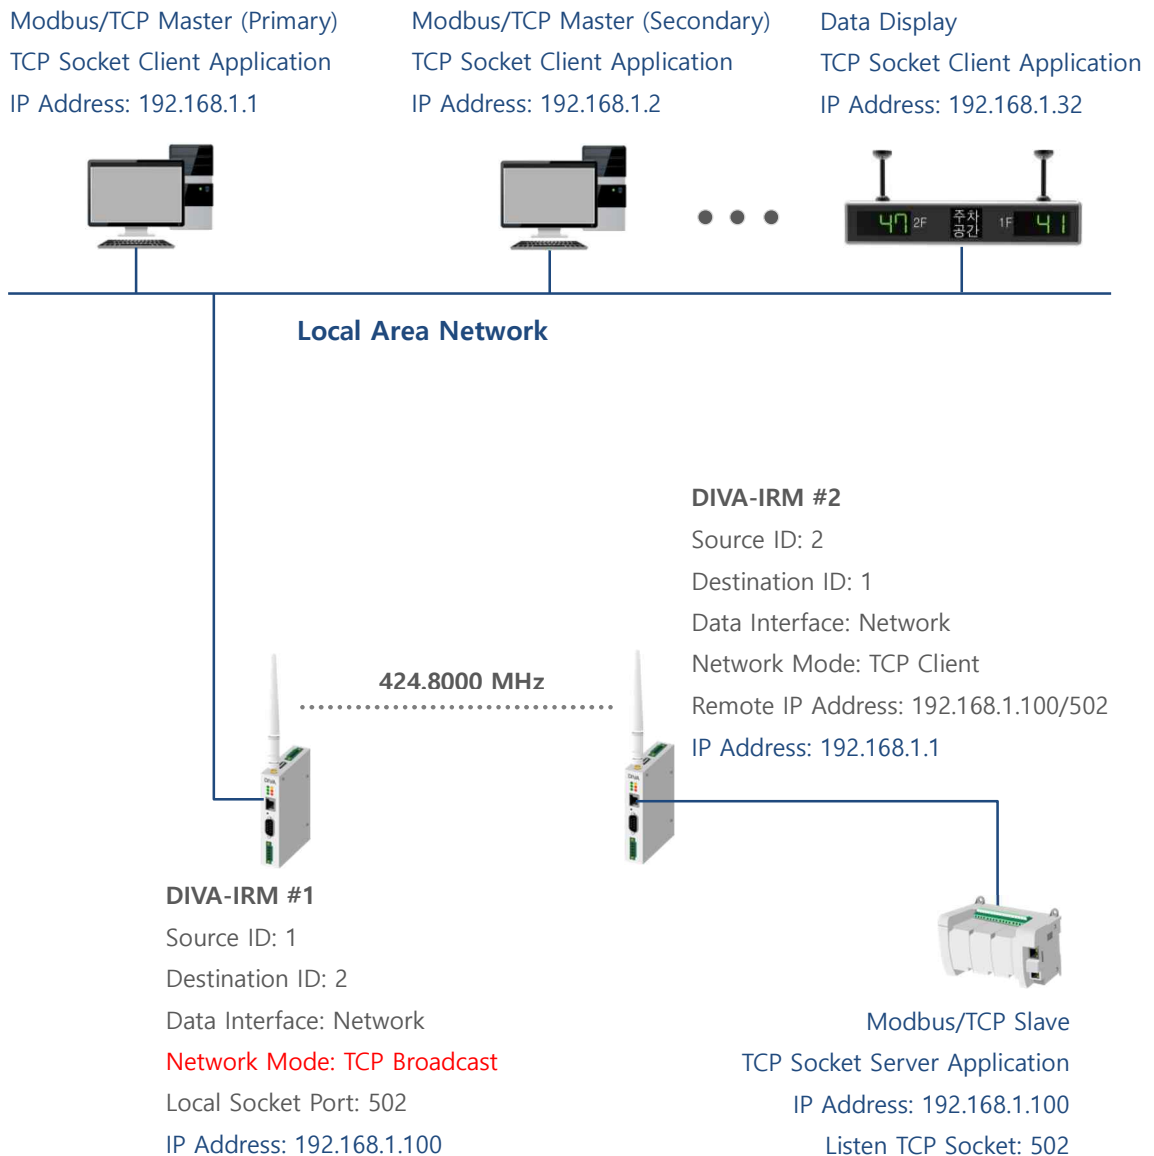 Modbus/TCP Master (Primary)
TCP Socket Client Application
IP Address: 192.168.1.1
Modbus/TCP Master (Secondary)
TCP Socket Client Application
IP Address: 192.168.1.2
Data Display
TCP Socket Client Application
IP Address: 192.168.1.32
47 2F 주차 1F 41
공간
Local Area Network
DIVA-IRM #2
Source ID: 2
Destination ID: 1
Data Interface: Network
Network Mode: TCP Client
Remote IP Address: 192.168.1.100/502
IP Address: 192.168.1.1
424.8000 MHz
DIVA
DIVA
DIVA-IRM #1
Source ID: 1
Destination ID: 2
Data Interface: Network
Network Mode: TCP Broadcast
Local Socket Port: 502
IP Address: 192.168.1.100
Modbus/TCP Slave
TCP Socket Server Application
IP Address: 192.168.1.100
Listen TCP Socket: 502